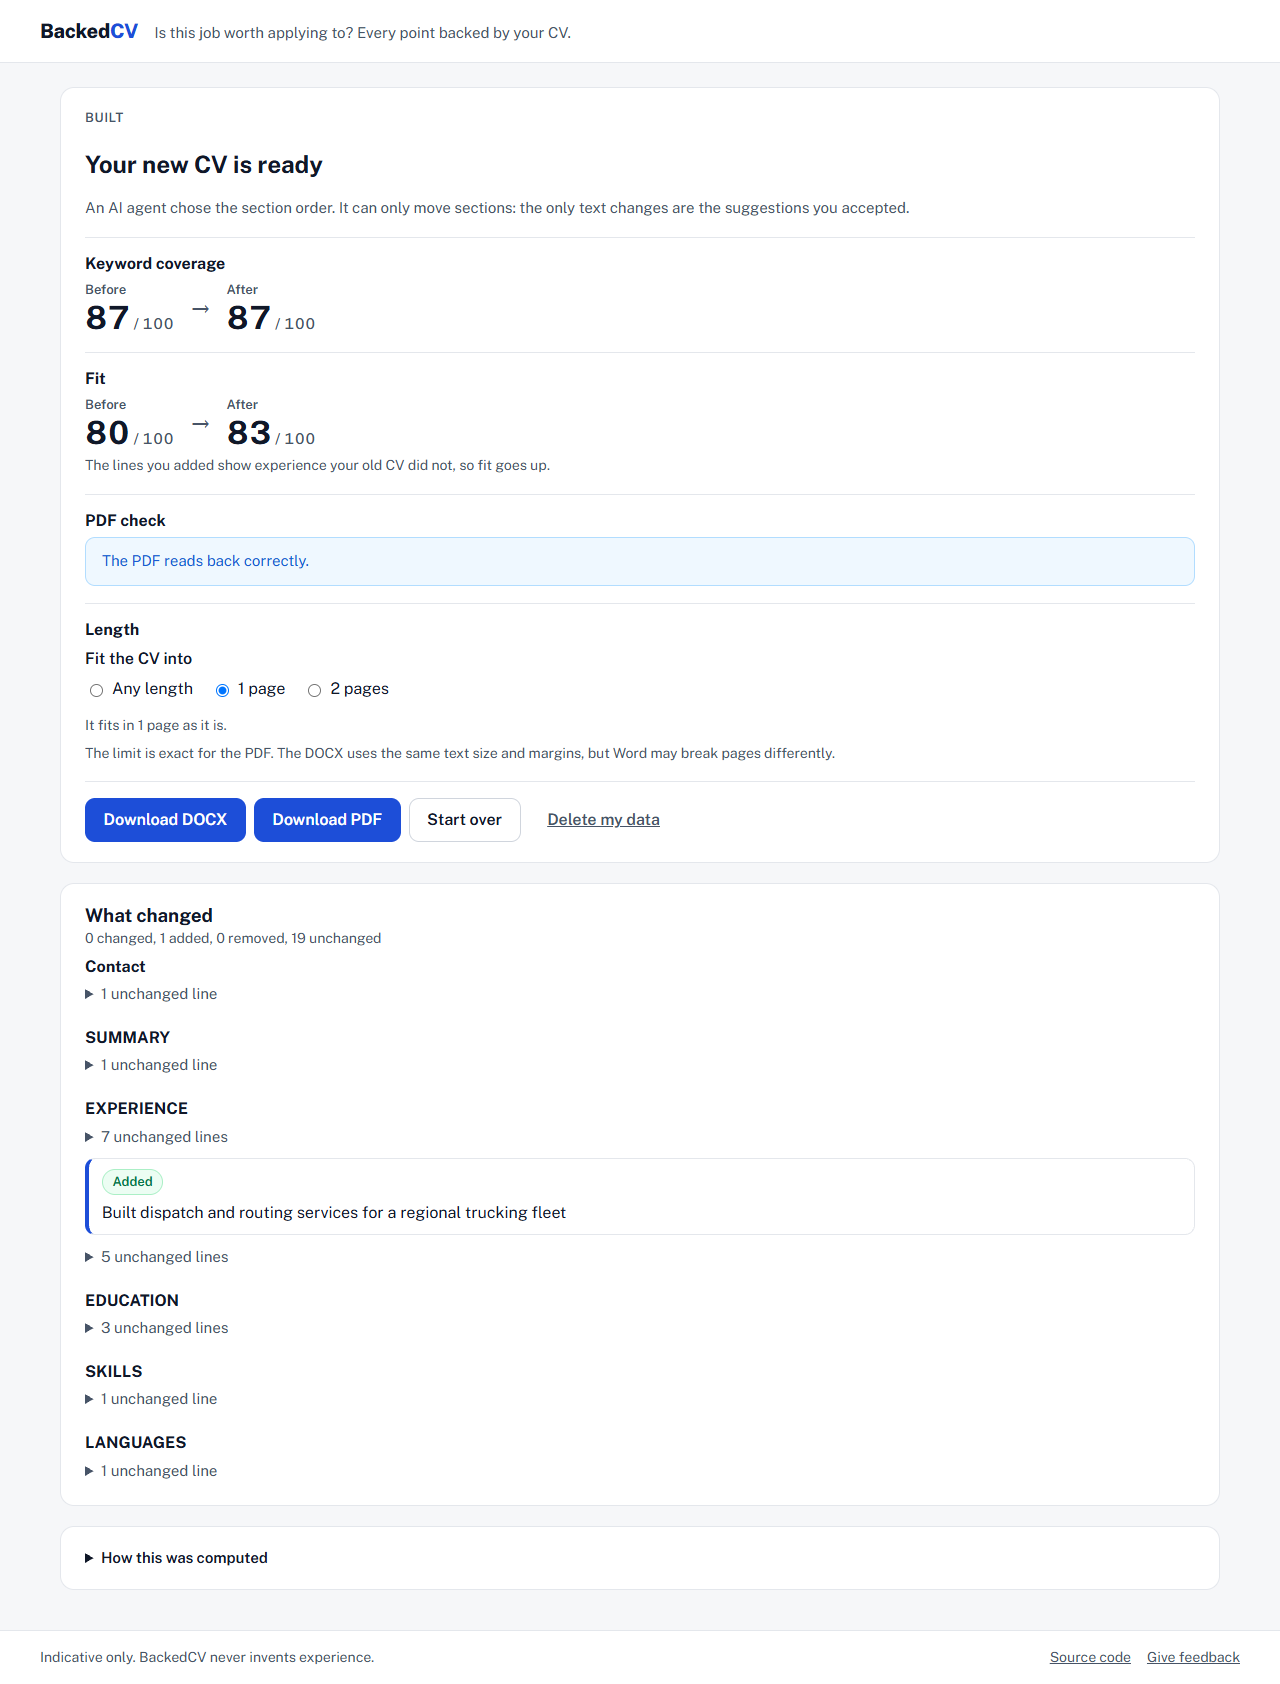 BackedCV Is this job worth applying to? Every point backed by your CV.
BUILT
Your new CV is ready
An AI agent chose the section order. It can only move sections: the only text changes are the suggestions you accepted.
Keyword coverage
Before After
87 / 100 → 87 / 100
Fit
Before After
80 / 100 → 83 / 100
The lines you added show experience your old CV did not, so fit goes up.
PDF check
The PDF reads back correctly.
Length
Fit the CV into
Any length 1 page 2 pages
It fits in 1 page as it is.
The limit is exact for the PDF. The DOCX uses the same text size and margins, but Word may break pages differently.
Download DOCX Download PDF Start over Delete my data
What changed
0 changed, 1 added, 0 removed, 19 unchanged
Contact
1 unchanged line
SUMMARY
1 unchanged line
EXPERIENCE
7 unchanged lines
Added
Built dispatch and routing services for a regional trucking fleet
5 unchanged lines
EDUCATION
3 unchanged lines
SKILLS
1 unchanged line
LANGUAGES
1 unchanged line
How this was computed
Indicative only. BackedCV never invents experience. Source code Give feedback